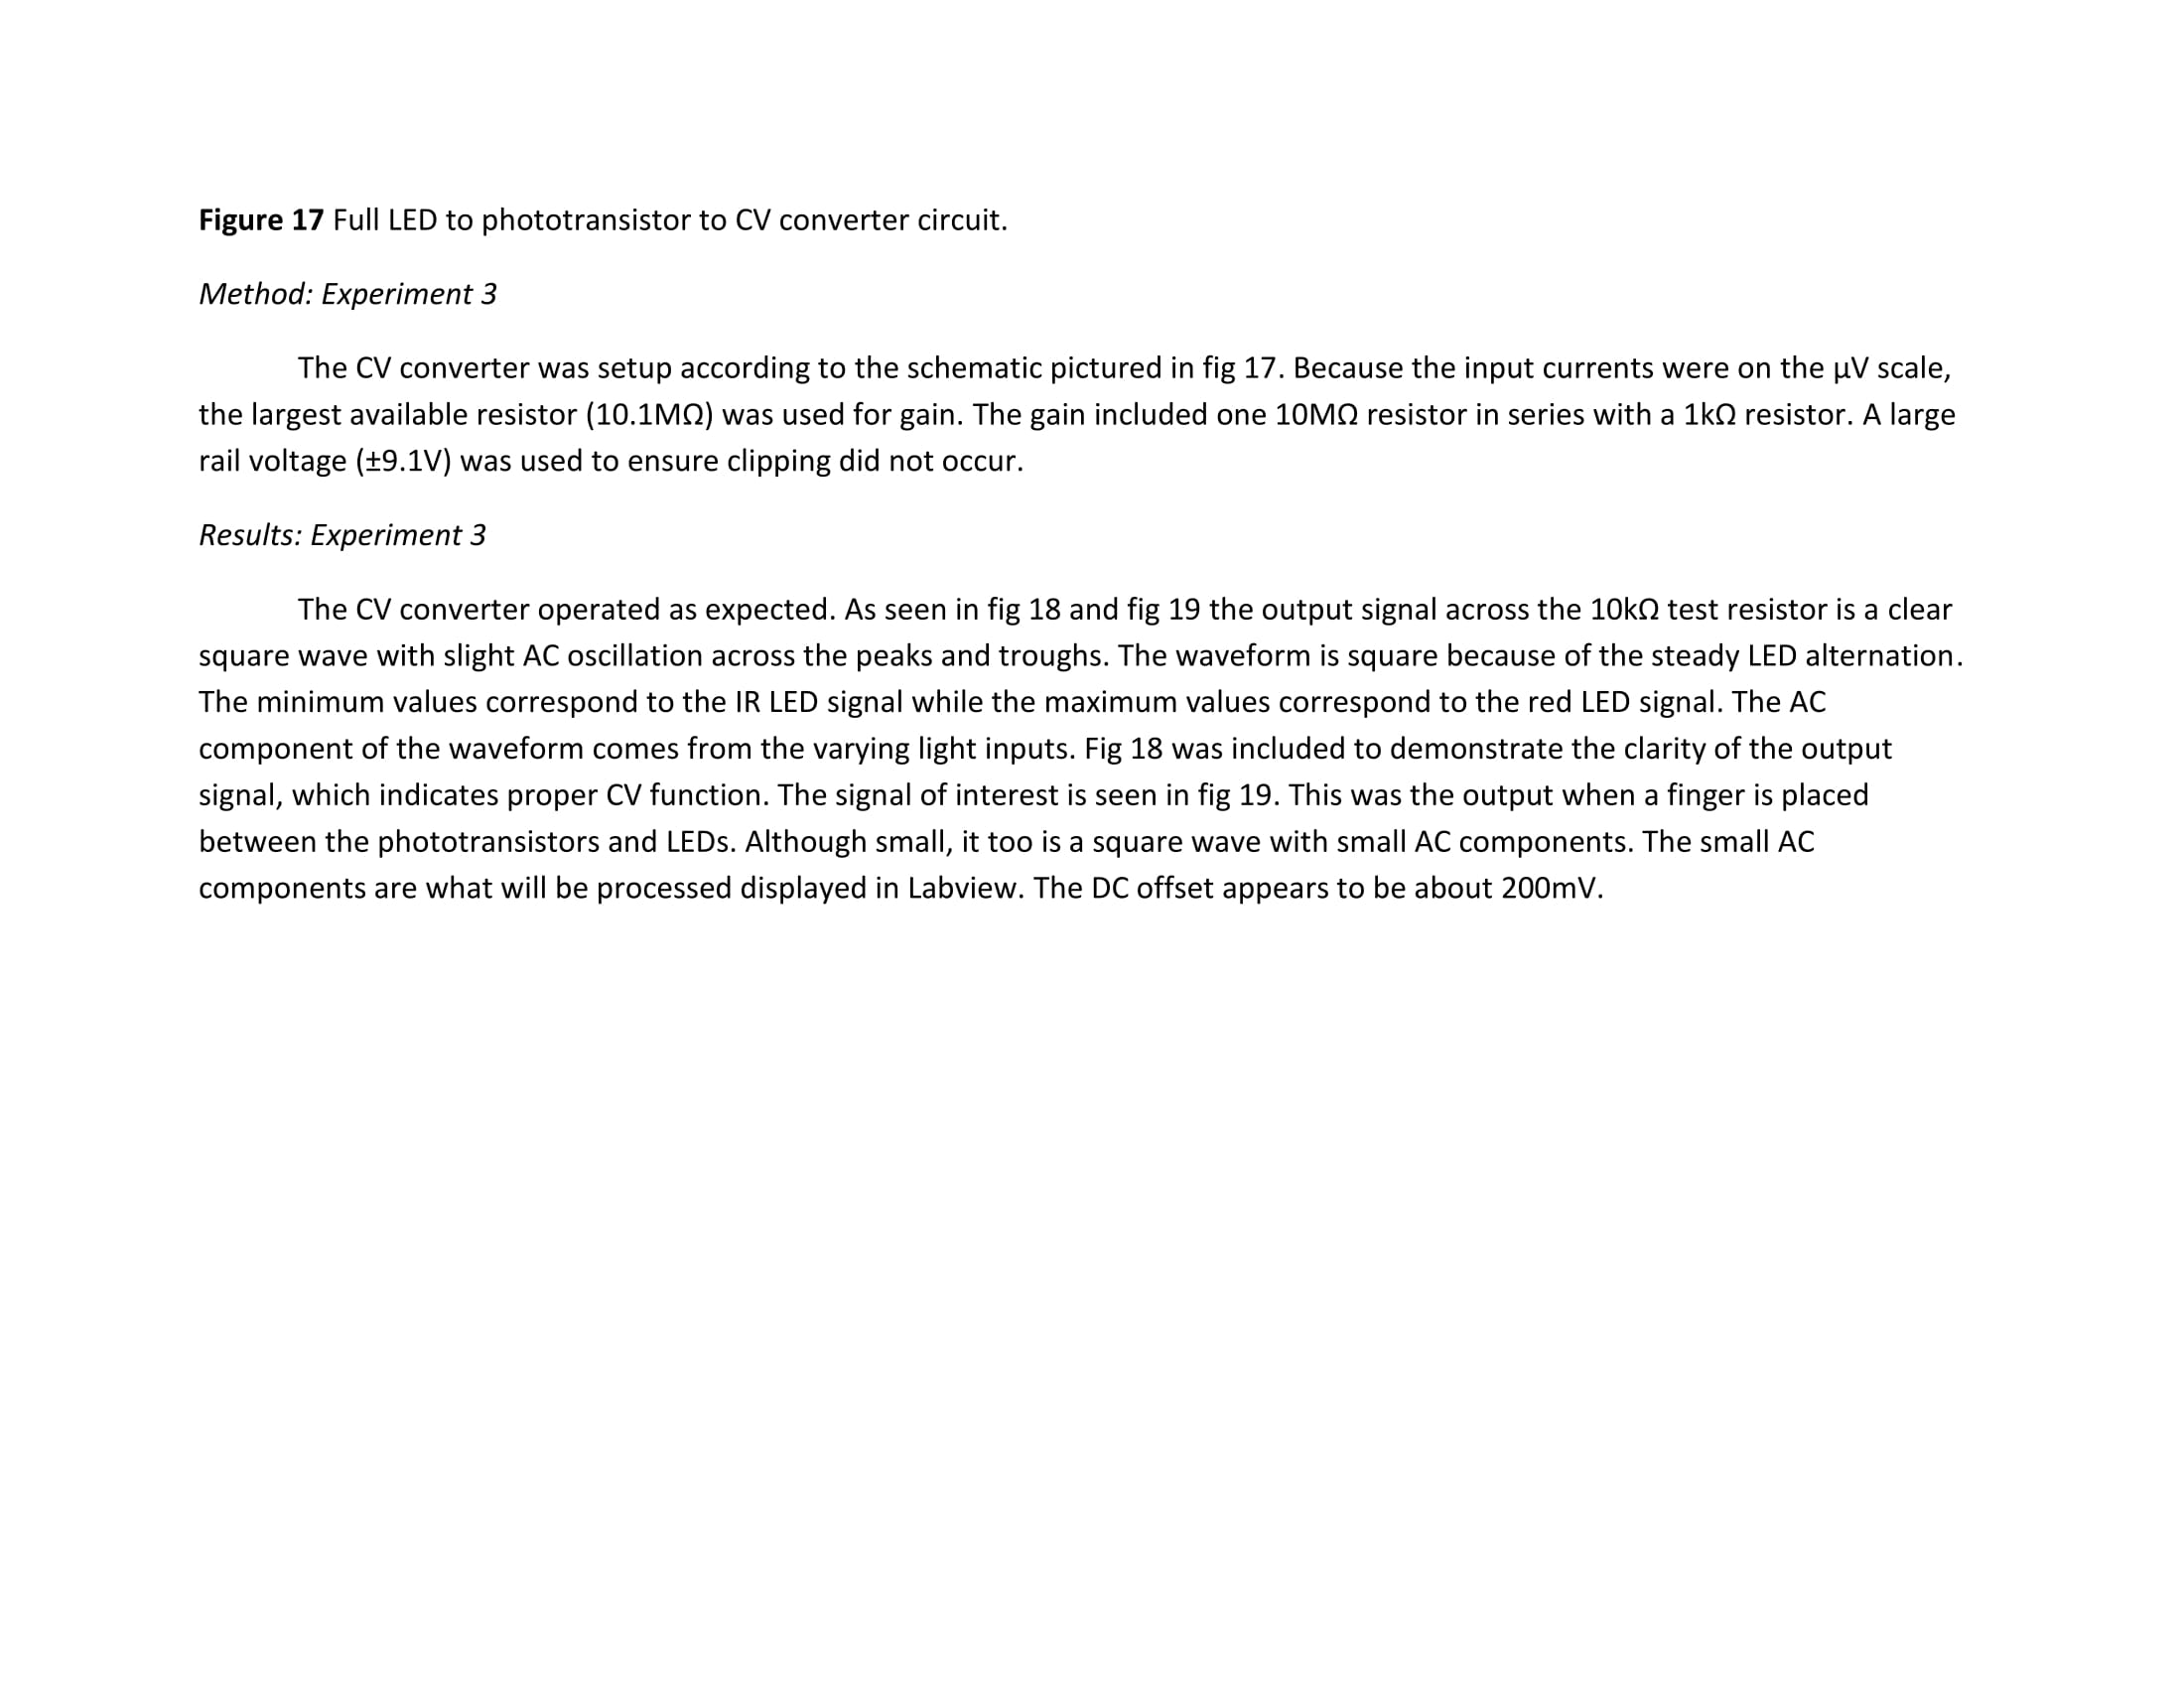 Figure 17 Full LED to phototransistor to CV converter circuit.
Method: Experiment 3
The CV converter was setup according to the schematic pictured in fig 17. Because the input currents were on the µV scale,
the largest available resistor (10.1MΩ) was used for gain. The gain included one 10MΩ resistor in series with a 1kΩ resistor. A large
rail voltage (±9.1V) was used to ensure clipping did not occur.
Results: Experiment 3
The CV converter operated as expected. As seen in fig 18 and fig 19 the output signal across the 10kΩ test resistor is a clear
square wave with slight AC oscillation across the peaks and troughs. The waveform is square because of the steady LED alternation.
The minimum values correspond to the IR LED signal while the maximum values correspond to the red LED signal. The AC
component of the waveform comes from the varying light inputs. Fig 18 was included to demonstrate the clarity of the output
signal, which indicates proper CV function. The signal of interest is seen in fig 19. This was the output when a finger is placed
between the phototransistors and LEDs. Although small, it too is a square wave with small AC components. The small AC
components are what will be processed displayed in Labview. The DC offset appears to be about 200mV.